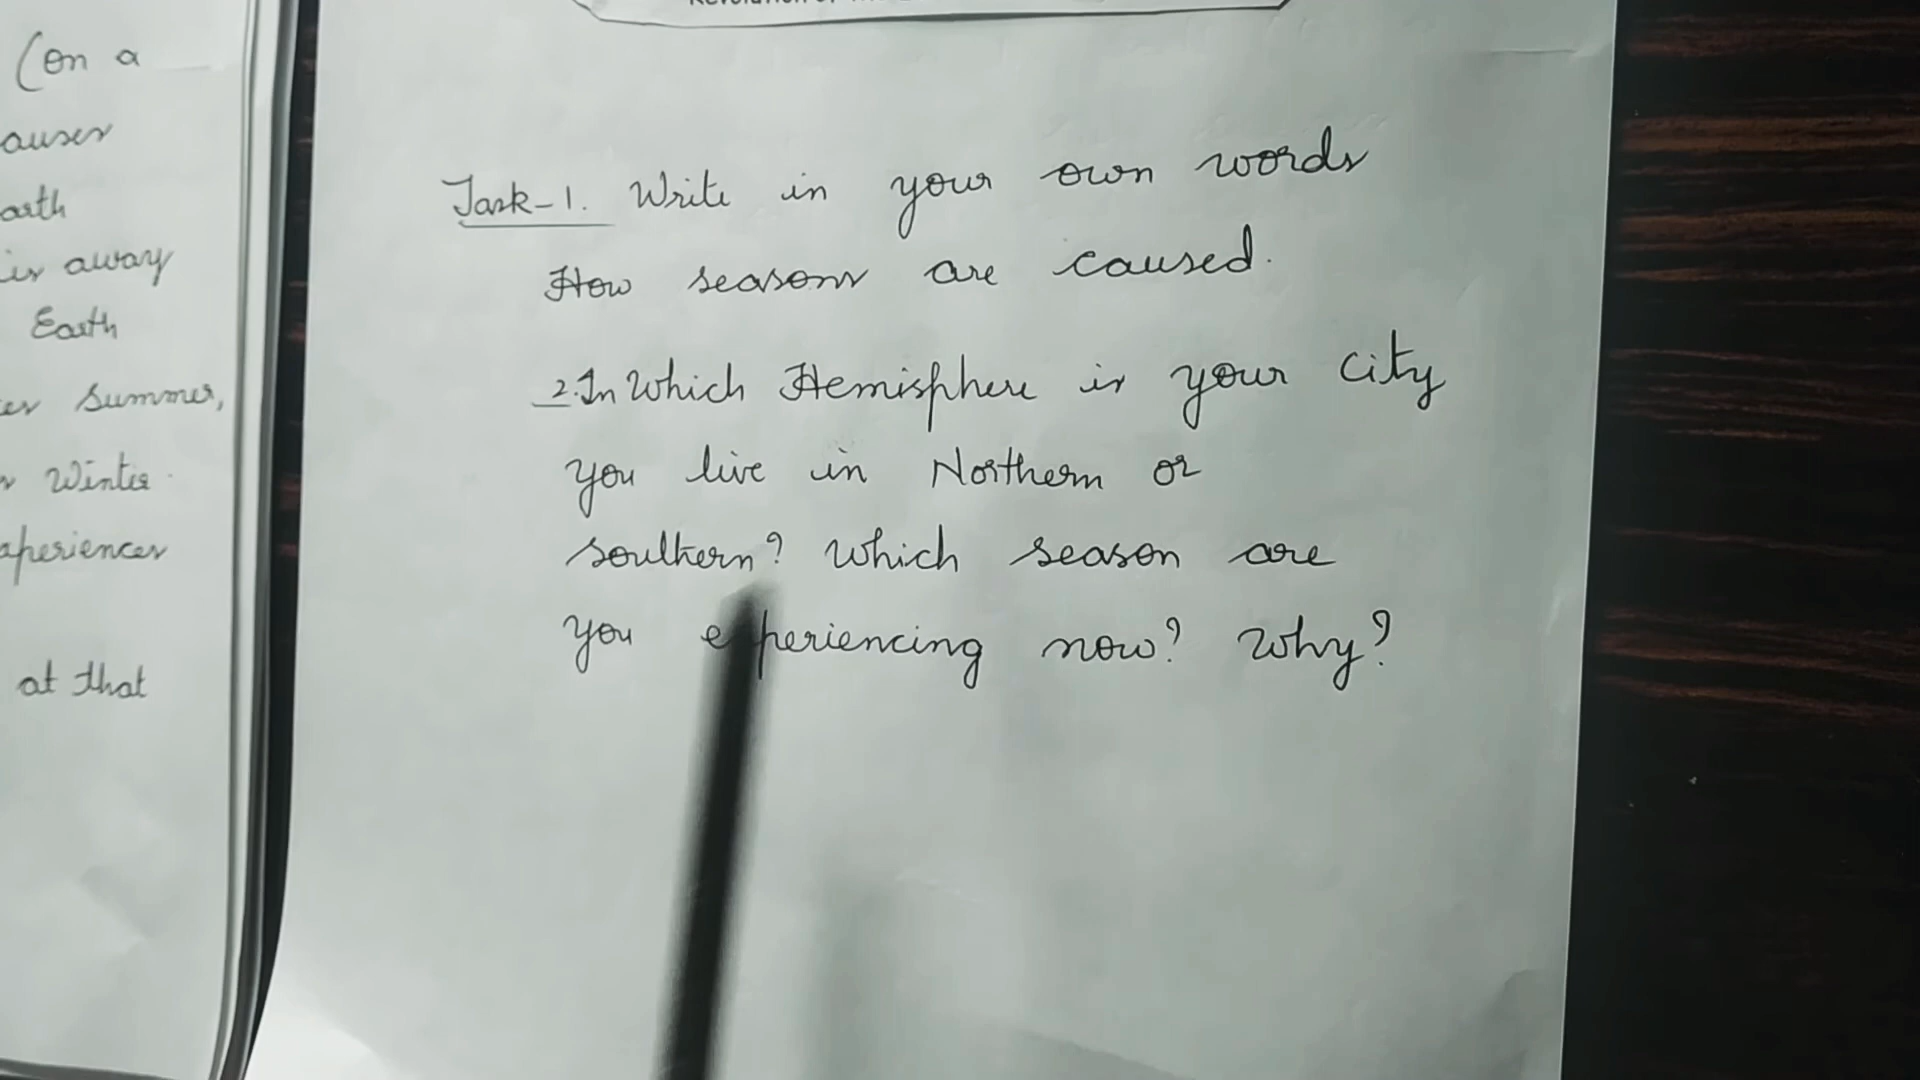 (on a
auses
arth
is away
Earth
es summer,
Winter
xperiences
at that
Task-1. Write in your own words
How seasons are caused.
2. In Which Hemisphere is your city
you live in Northern or
southern? Which season are
you experiencing now? Why?